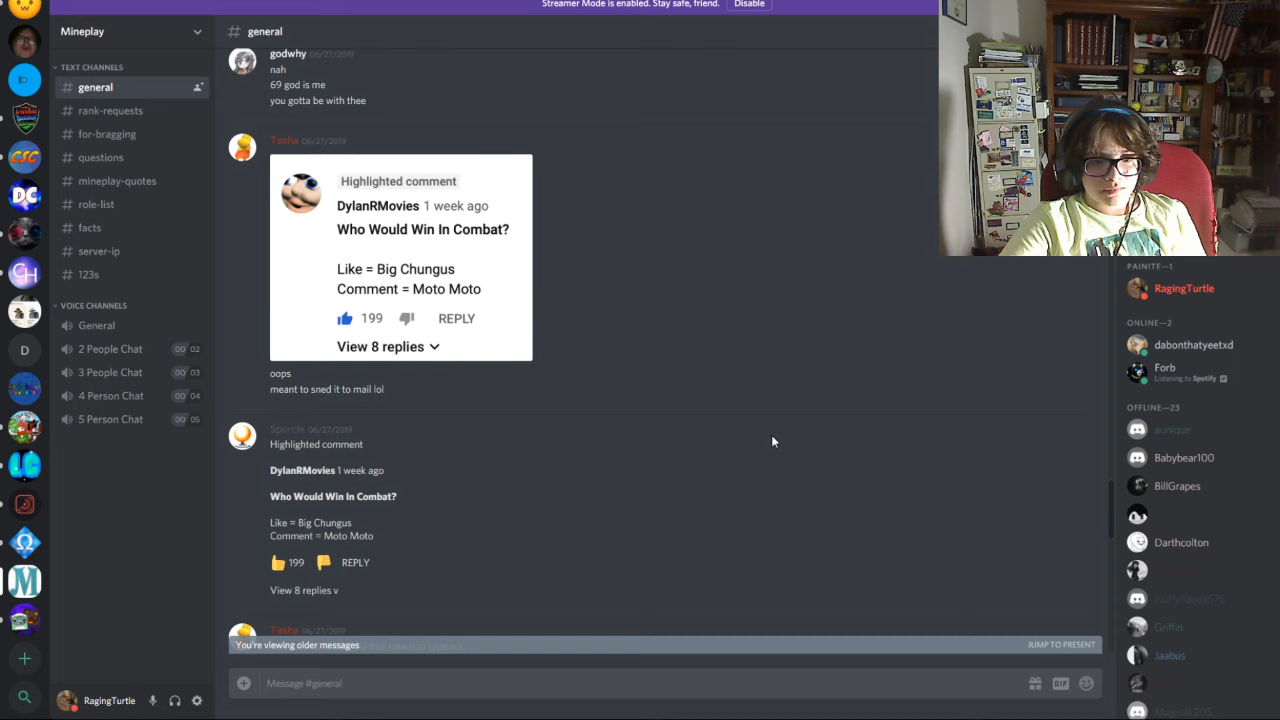 Streamer Mode is enabled. Stay safe, friend. Disable
Mineplay
TEXT CHANNELS
general
rank-requests
for-bragging
questions
mineplay-quotes
role-list
facts
server-ip
123s
VOICE CHANNELS
General
2 People Chat 00 02
3 People Chat 00 03
4 Person Chat 00 04
5 Person Chat 00 05
RagingTurtle
# general
godwhy 06/27/2019
nah
69 god is me
you gotta be with thee
Tasha 06/27/2019
Highlighted comment
DylanRMovies 1 week ago
Who Would Win In Combat?
Like = Big Chungus
Comment = Moto Moto
199 REPLY
View 8 replies
oops
meant to sned it to mail lol
Sporcle 06/27/2019
Highlighted comment
DylanRMovies 1 week ago
Who Would Win In Combat?
Like = Big Chungus
Comment = Moto Moto
199 REPLY
View 8 replies v
Tasha 06/27/2019
You're viewing older messages JUMP TO PRESENT
Message #general
GIF
PAINITE—1
RagingTurtle
ONLINE—2
dabonthatyeetxd
Forb
Listening to Spotify
OFFLINE—23
aunique
Babybear100
BillGrapes
Darthcolton
FluffyPanda576
Griffin
Jaabus